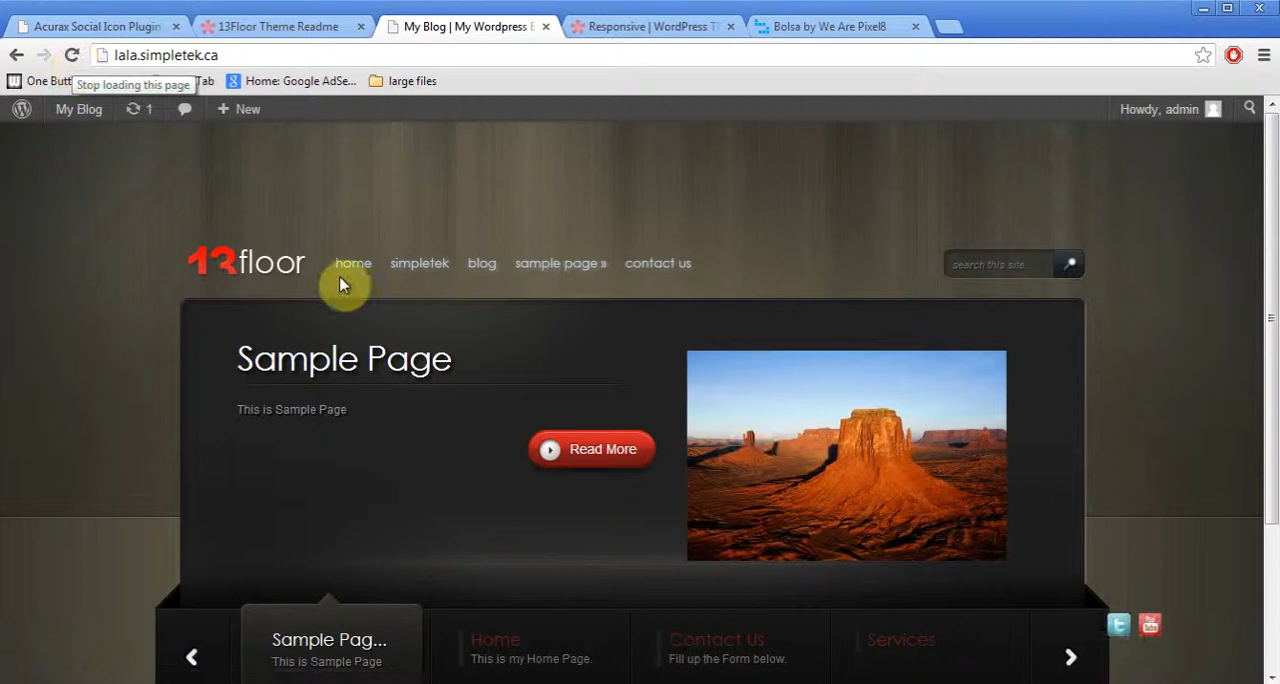 Acurax Social Icon Plugin
13Floor Theme Readme
My Blog | My Wordpress
Responsive | WordPress
Bolsa by We Are Pixel8
lala.simpletek.ca
One Tab
Home: Google AdSe...
large files
Stop loading this page
My Blog
1
+ New
Howdy, admin
13floor
home
simpletek
blog
sample page »
contact us
search this site...
Sample Page
This is Sample Page
Read More
Sample Pag...
This is Sample Page
Home
This is my Home Page.
Contact Us
Fill up the Form below.
Services
You Tube